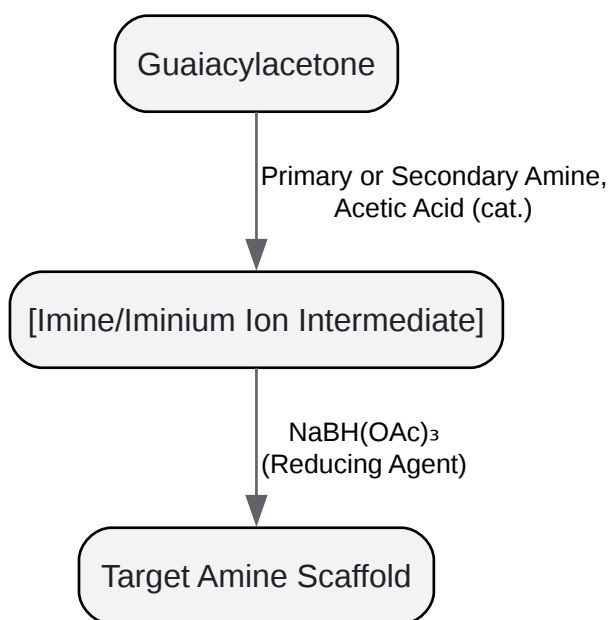 Guaiacylacetone
Primary or Secondary Amine,
Acetic Acid (cat.)
[Imine/Iminium Ion Intermediate]
NaBH(OAc)₃
(Reducing Agent)
Target Amine Scaffold